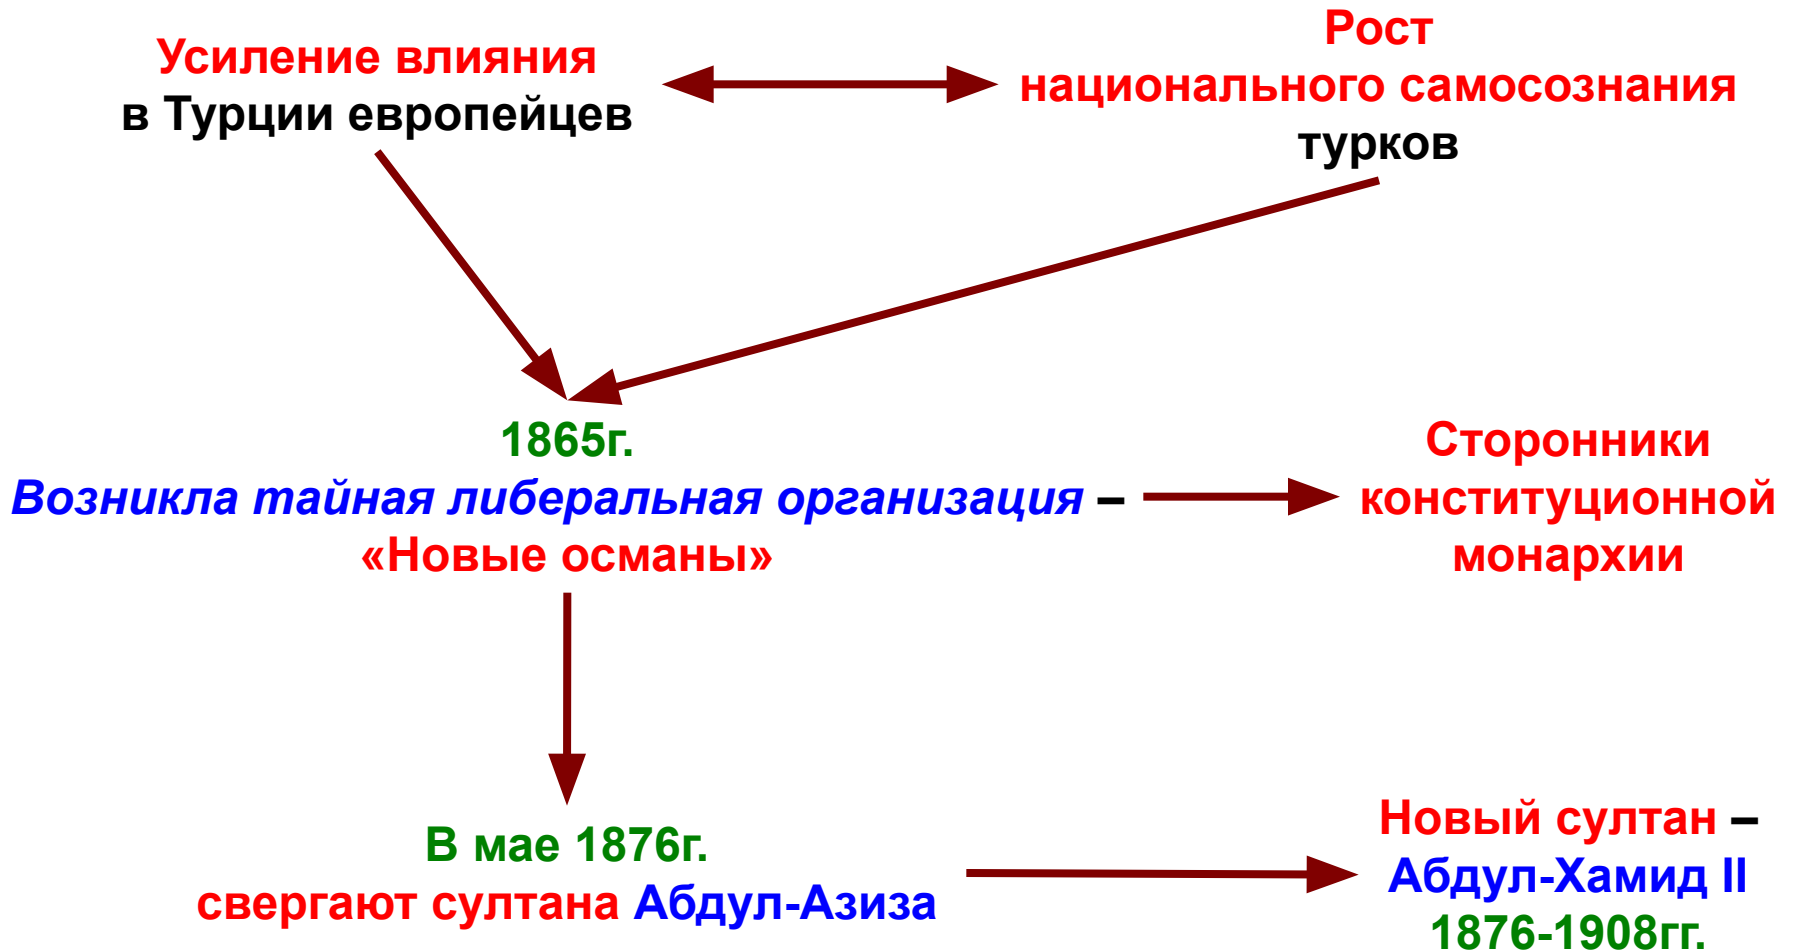 Усиление влияния
в Турции европейцев
Рост
национального самосознания
турков
1865г.
Возникла тайная либеральная организация –
«Новые османы»
Сторонники
конституционной
монархии
В мае 1876г.
свергают султана Абдул-Азиза
Новый султан –
Абдул-Хамид II
1876-1908гг.